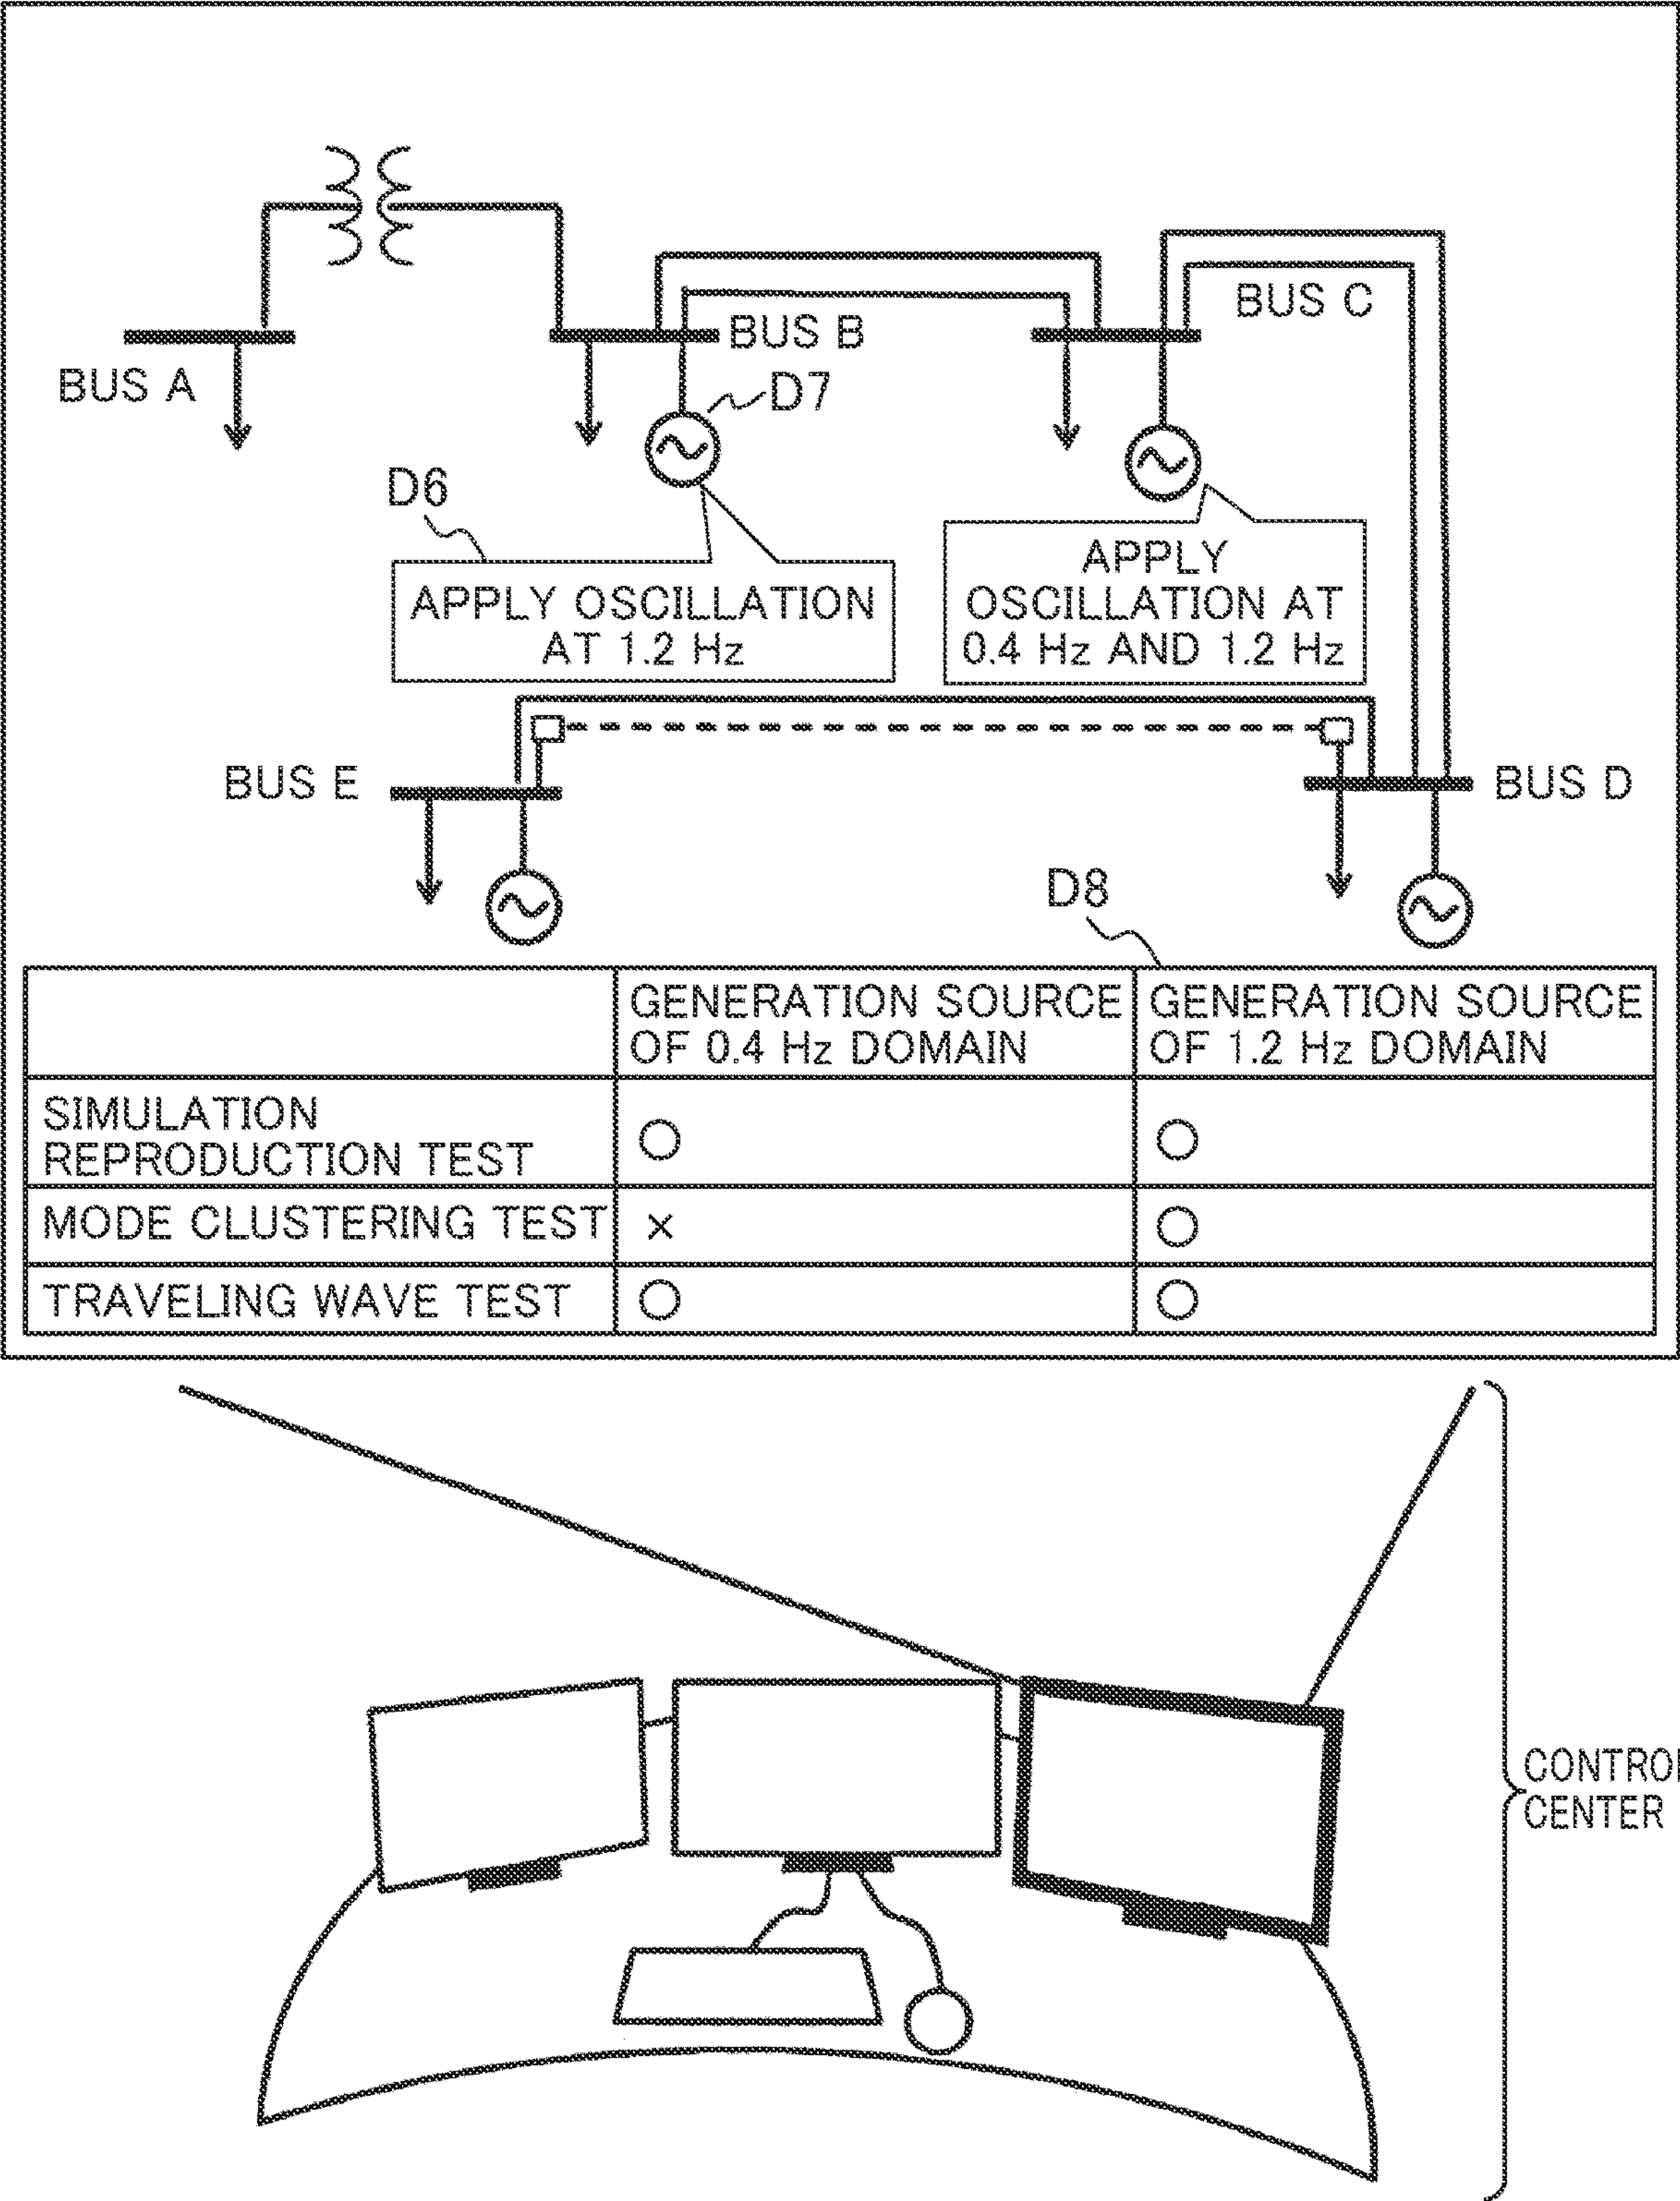 BUS A
BUS B
BUS C
D7
D6
APPLY OSCILLATION
AT 1.2 Hz
APPLY
OSCILLATION AT
0.4 Hz AND 1.2 Hz
BUS E
BUS D
D8
GENERATION SOURCE
OF 0.4 Hz DOMAIN
GENERATION SOURCE
OF 1.2 Hz DOMAIN
SIMULATION
REPRODUCTION TEST
○
○
MODE CLUSTERING TEST
×
○
TRAVELING WAVE TEST
○
○
CONTROL
CENTER